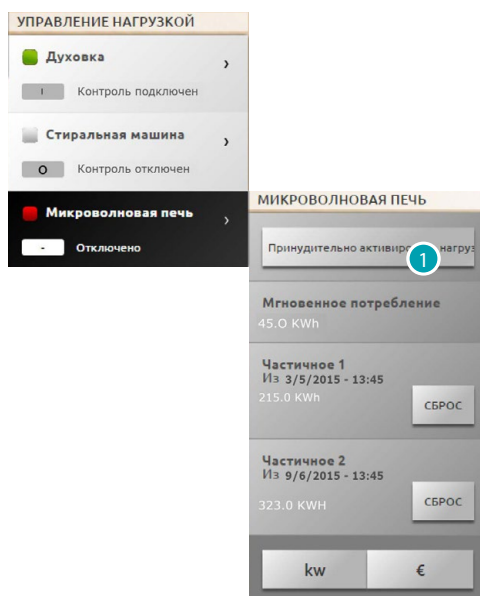 УПРАВЛЕНИЕ НАГРУЗКОЙ
Духовка
I Контроль подключен
Стиральная машина
O Контроль отключен
Микроволновая печь
- Отключено
МИКРОВОЛНОВАЯ ПЕЧЬ
Принудительно 1
Мгновенное потребление
45.0 KWh
Частичное 1
Из 3/5/2015 - 13:45
215.0 KWh
СБРОС
Частичное 2
Из 9/6/2015 - 13:45
323.0 KWH
СБРОС
kw €